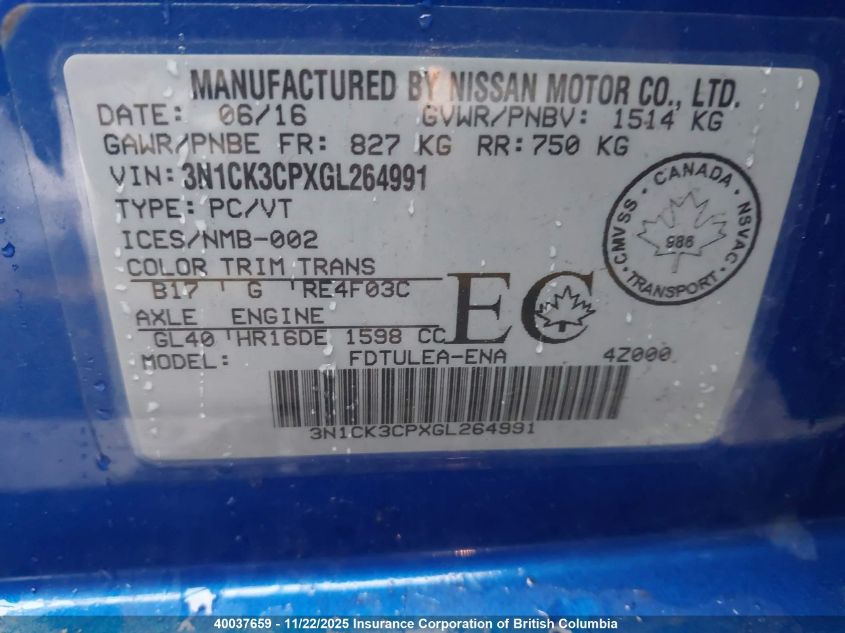 MANUFACTURED BY NISSAN MOTOR CO., LTD.
DATE: 06/16 GVWR/PNBV: 1514 KG
GAWR/PNBE FR: 827 KG RR: 750 KG
VIN: 3N1CK3CPXGL264991
TYPE: PC/VT
ICES/NMB-002
COLOR TRIM TRANS
B17 G RE4F03C
AXLE ENGINE
GL40 HR16DE 1598 CC
MODEL: FDTULEA-ENA 4Z000
EC
CMVSS · CANADA · NSVAC · TRANSPORT ·
986
3N1CK3CPXGL264991
40037659 - 11/22/2025 Insurance Corporation of British Columbia